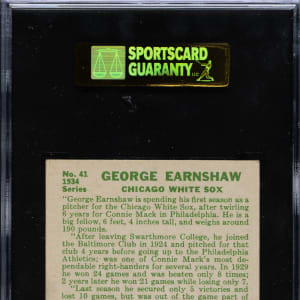 SPORTSCARD
GUARANTY LLC
No. 41
1934
Series
GEORGE EARNSHAW
CHICAGO WHITE SOX
"George Earnshaw is spending his first season as a
pitcher for the Chicago White Sox, after twirling
6 years for Connie Mack in Philadelphia. He is a
big fellow, 6 feet, 4 inches tall, and weighs around
190 pounds.
"After leaving Swarthmore College, he joined
the Baltimore Club in 1924 and pitched for that
club 4 years before going up to the Philadelphia
Athletics; was one of Connie Mack's most de-
pendable right-handers for several years. In 1929
he won 24 games and was beaten only 8 times;
2 years later he won 21 games while losing only 7.
"Last season he secured only 5 victories and
lost 10 games, but was out of the game part of